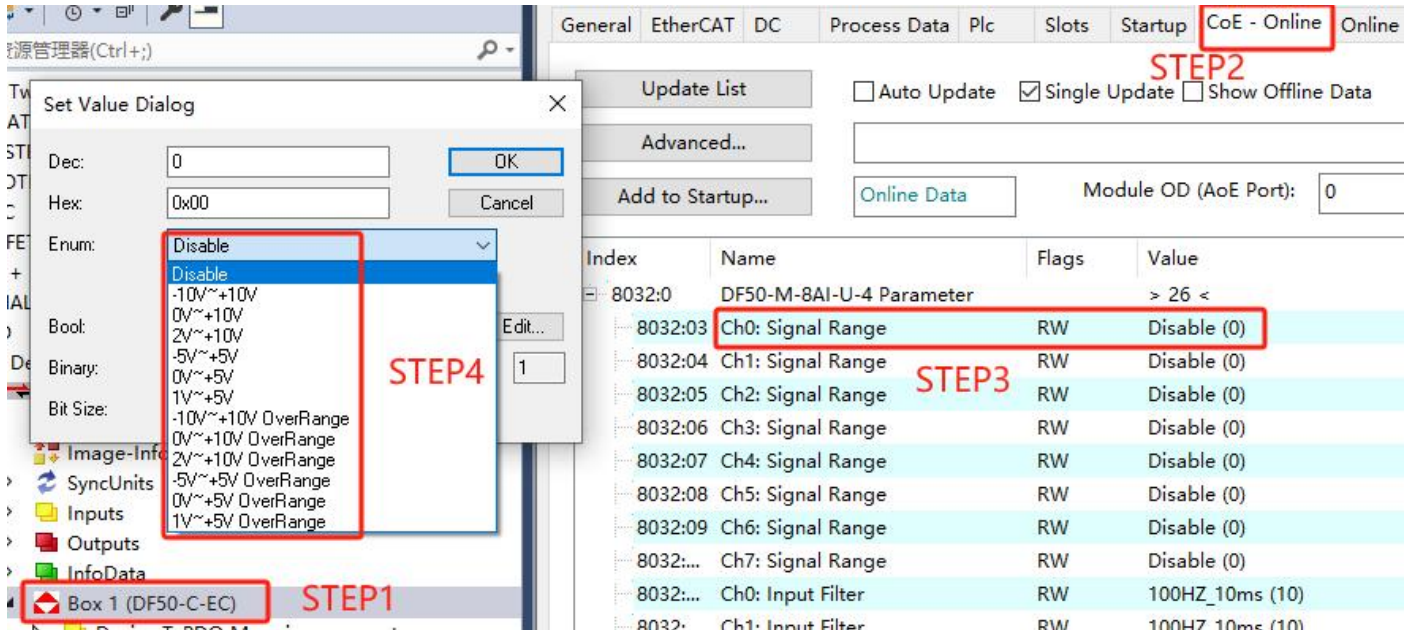 General EtherCAT DC Process Data Plc Slots Startup CoE - Online Online
STEP2
源管理器(Ctrl+;)
Update List
Auto Update Single Update Show Offline Data
Advanced...
Add to Startup...
Online Data
Module OD (AoE Port): 0
Set Value Dialog
Dec: 0 OK
Hex: 0x00 Cancel
Enum: Disable
Disable
-10V~+10V
0V~+10V
2V~+10V
-5V~+5V
0V~+5V
1V~+5V
-10V~+10V OverRange
0V~+10V OverRange
2V~+10V OverRange
-5V~+5V OverRange
0V~+5V OverRange
1V~+5V OverRange
Bool: Edit...
Binary: 1
Bit Size:
STEP4
Index Name Flags Value
8032:0 DF50-M-8AI-U-4 Parameter > 26 <
8032:03 Ch0: Signal Range RW Disable (0)
8032:04 Ch1: Signal Range RW Disable (0)
STEP3
8032:05 Ch2: Signal Range RW Disable (0)
8032:06 Ch3: Signal Range RW Disable (0)
8032:07 Ch4: Signal Range RW Disable (0)
8032:08 Ch5: Signal Range RW Disable (0)
8032:09 Ch6: Signal Range RW Disable (0)
8032:... Ch7: Signal Range RW Disable (0)
8032:... Ch0: Input Filter RW 100HZ_10ms (10)
8032: Ch1: Input Filter RW 100HZ 10ms (10)
SyncUnits
Inputs
Outputs
InfoData
Box 1 (DF50-C-EC)
STEP1